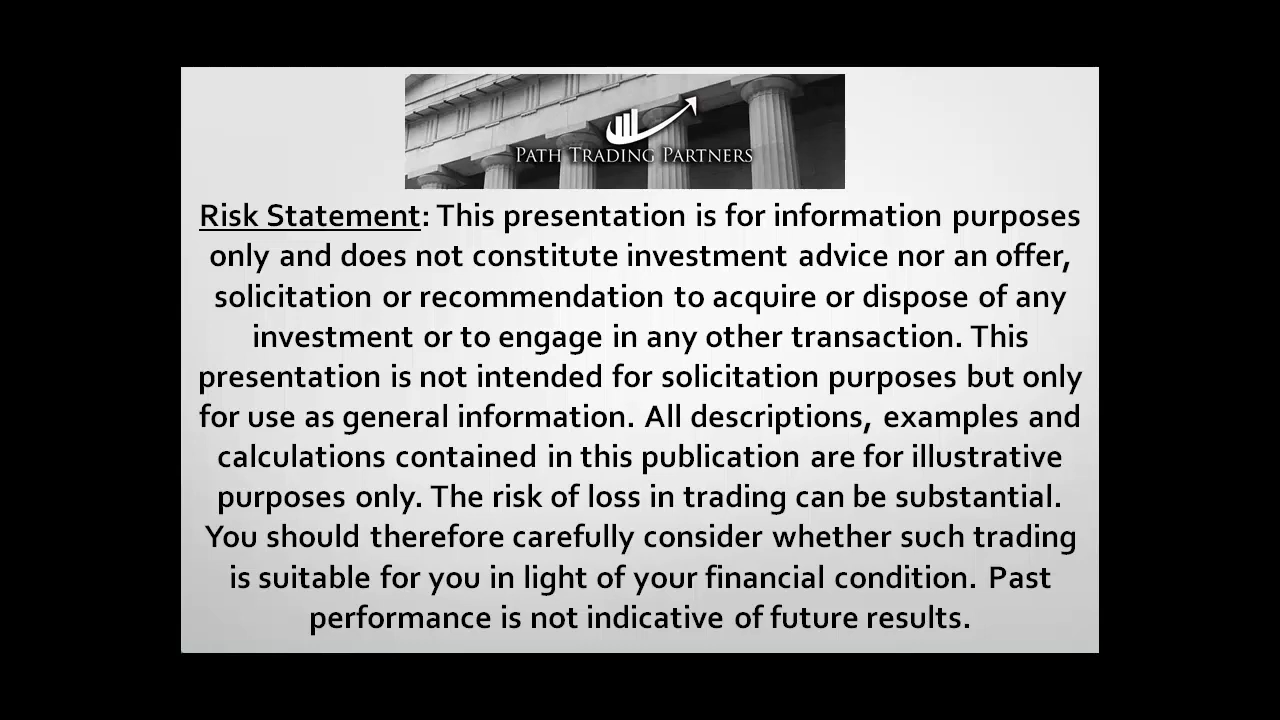 PATH TRADING PARTNERS
Risk Statement: This presentation is for information purposes
only and does not constitute investment advice nor an offer,
solicitation or recommendation to acquire or dispose of any
investment or to engage in any other transaction. This
presentation is not intended for solicitation purposes but only
for use as general information. All descriptions, examples and
calculations contained in this publication are for illustrative
purposes only. The risk of loss in trading can be substantial.
You should therefore carefully consider whether such trading
is suitable for you in light of your financial condition. Past
performance is not indicative of future results.